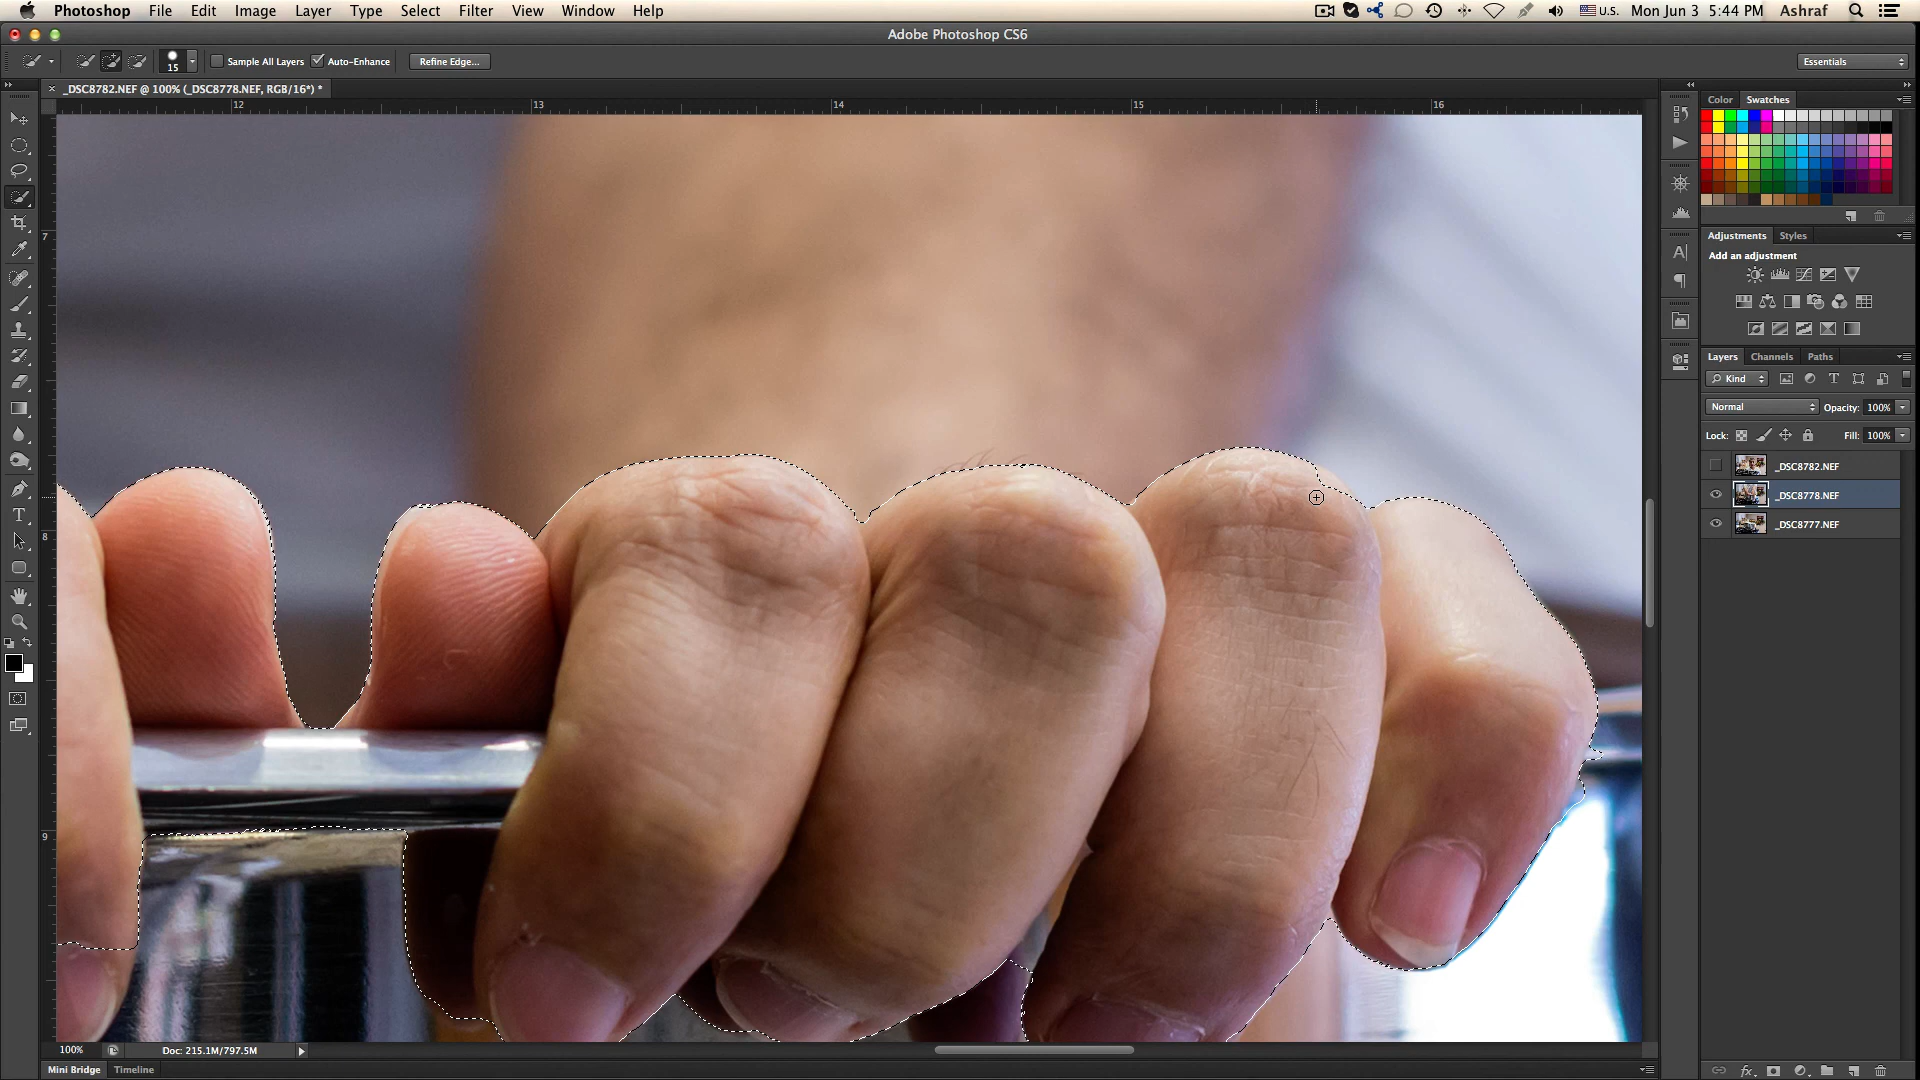 Photoshop File Edit Image Layer Type Select Filter View Window Help U.S. Mon Jun 3 5:44 PM Ashraf
Adobe Photoshop CS6
15 Sample All Layers Auto-Enhance Refine Edge... Essentials
_DSC8782.NEF @ 100% (_DSC8778.NEF, RGB/16*) *
12 13 14 15 16
7
8
9
Color Swatches
Adjustments Styles
Add an adjustment
Layers Channels Paths
Kind
Normal Opacity: 100%
Lock: Fill: 100%
_DSC8782.NEF
_DSC8778.NEF
_DSC8777.NEF
100% Doc: 215.1M/797.5M
Mini Bridge Timeline